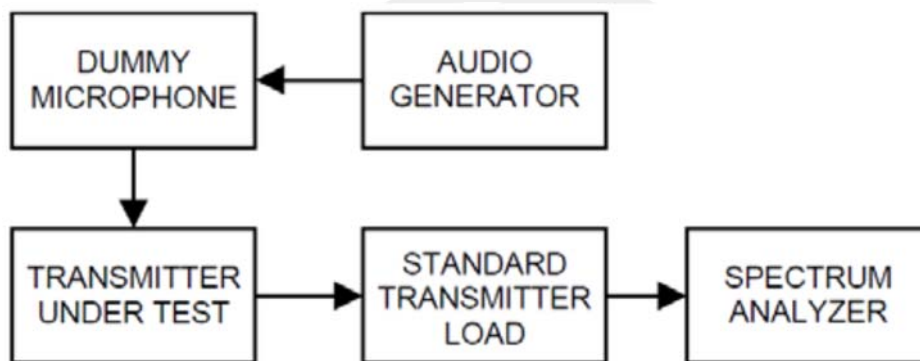 DUMMY
MICROPHONE
AUDIO
GENERATOR
TRANSMITTER
UNDER TEST
STANDARD
TRANSMITTER
LOAD
SPECTRUM
ANALYZER